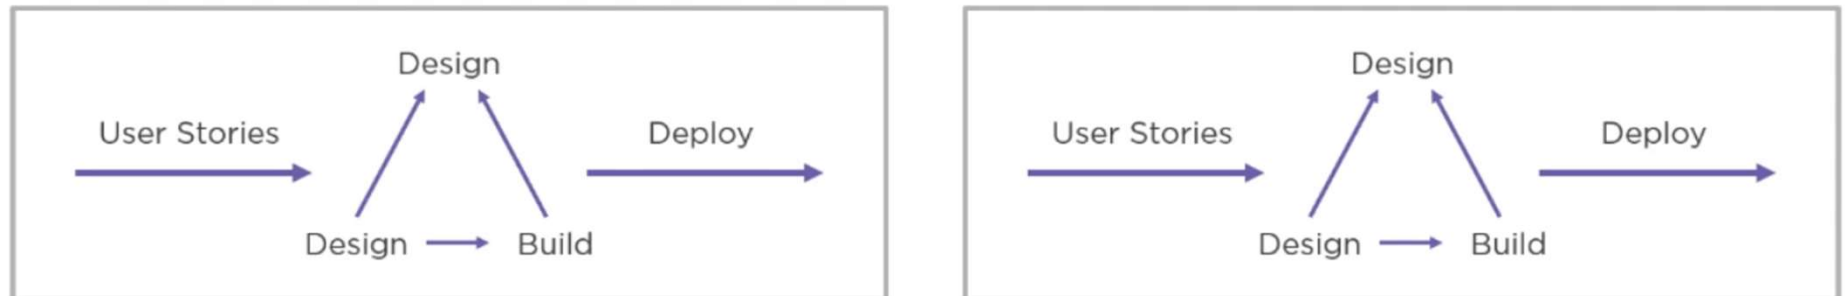 Design
User Stories
Deploy
Design
Build
Design
User Stories
Deploy
Design
Build